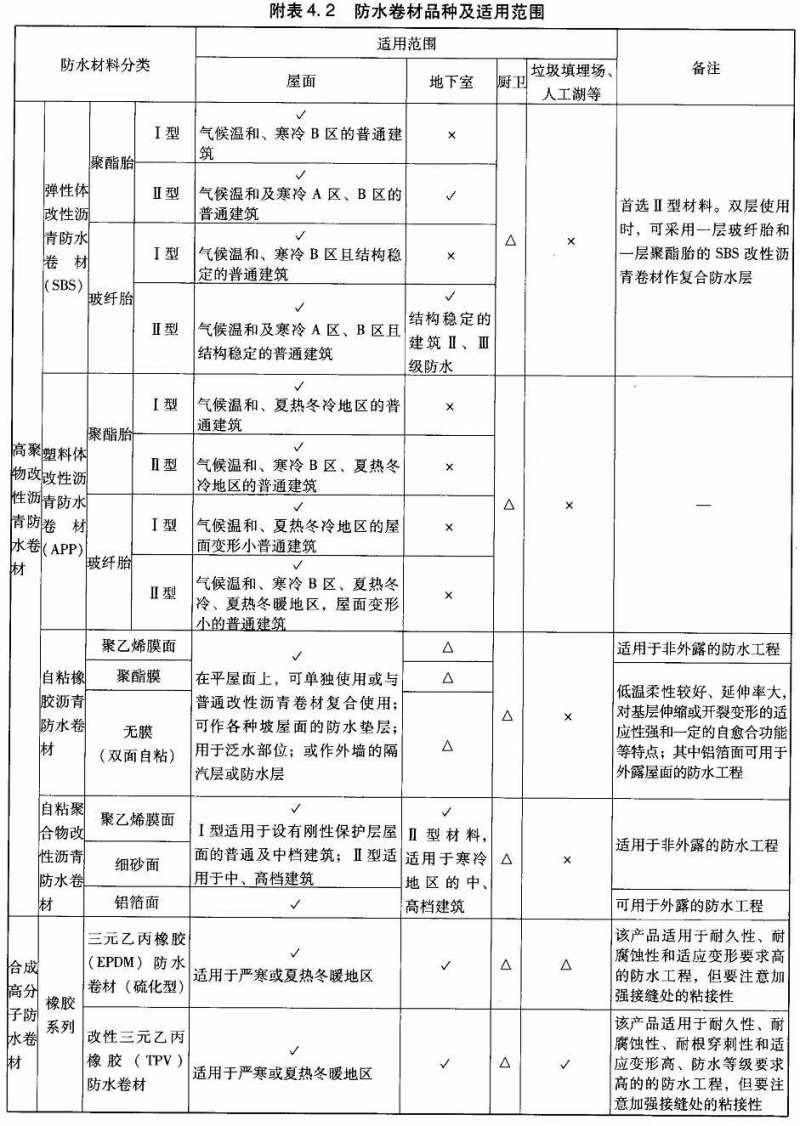 附表 4.2 防水卷材品种及适用范围
防水材料分类
适用范围
备注
屋面
地下室
厨卫
垃圾填埋场、
人工湖等
高聚
物改
性沥
青防
水卷
材
弹性体
改性沥
青防水
卷 材
(SBS)
聚酯胎
Ⅰ型
✓
气候温和、寒冷 B 区的普通建
筑
×
Ⅱ型
✓
气候温和及寒冷 A 区、B 区的
普通建筑
✓
玻纤胎
Ⅰ型
✓
气候温和、寒冷 B 区且结构稳
定的普通建筑
×
Ⅱ型
✓
气候温和及寒冷 A 区、B 区且
结构稳定的普通建筑
✓
结构稳定的
建筑Ⅱ、Ⅲ
级防水
△
×
首选Ⅱ型材料。双层使用
时，可采用一层玻纤胎和
一层聚酯胎的 SBS 改性沥
青卷材作复合防水层
塑料体
改性沥
青防水
卷 材
(APP)
聚酯胎
Ⅰ型
✓
气候温和、夏热冬冷地区的普
通建筑
×
Ⅱ型
✓
气候温和、寒冷 B 区、夏热冬
冷地区的普通建筑
×
玻纤胎
Ⅰ型
✓
气候温和、夏热冬冷地区的屋
面变形小普通建筑
×
Ⅱ型
✓
气候温和、寒冷 B 区、夏热冬
冷、夏热冬暖地区，屋面变形
小的普通建筑
×
△
×
—
自粘橡
胶沥青
防水卷
材
聚乙烯膜面
聚酯膜
无膜
（双面自粘）
✓
在平屋面上，可单独使用或与
普通改性沥青卷材复合使用；
可作各种坡屋面的防水垫层；
用于泛水部位；或作外墙的隔
汽层或防水层
△
△
△
△
×
适用于非外露的防水工程
低温柔性较好、延伸率大，
对基层伸缩或开裂变形的适
应性强和一定的自愈合功能
等特点；其中铝箔面可用于
外露屋面的防水工程
自粘聚
合物改
性沥青
防水卷
材
聚乙烯膜面
细砂面
铝箔面
✓
Ⅰ型适用于设有刚性保护层屋
面的普通及中档建筑；Ⅱ型适
用于中、高档建筑
✓
✓
Ⅱ 型材料，
适用于寒冷
地区的中、
高档建筑
△
×
适用于非外露的防水工程
可用于外露的防水工程
合成
高分
子防
水卷
材
橡胶
系列
三元乙丙橡胶
(EPDM) 防水
卷材（硫化型）
✓
适用于严寒或夏热冬暖地区
✓
△
△
该产品适用于耐久性、耐
腐蚀性和适应变形要求高
的防水工程，但要注意加
强接缝处的粘接性
改性三元乙丙
橡胶（TPV）
防水卷材
✓
适用于严寒或夏热冬暖地区
✓
△
✓
该产品适用于耐久性、耐
腐蚀性、耐根穿刺性和适
应变形高、防水等级要求
高的的防水工程，但要注
意加强接缝处的粘接性